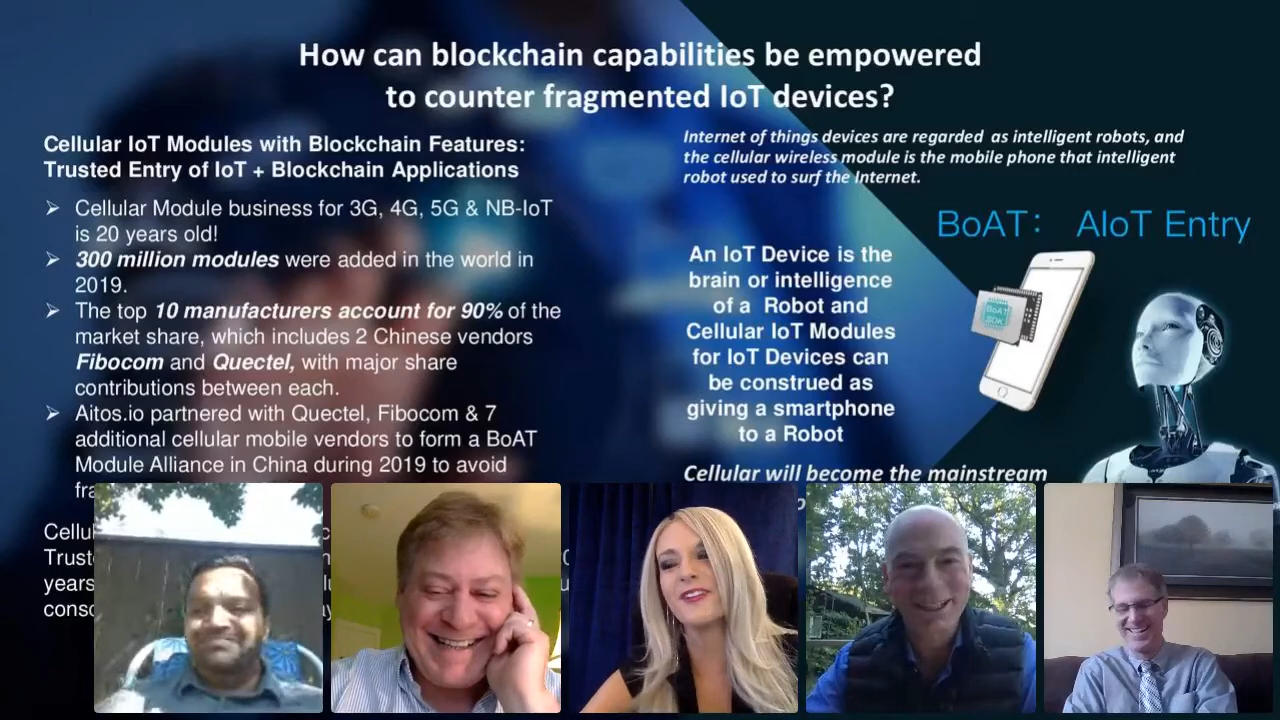 How can blockchain capabilities be empowered
to counter fragmented IoT devices?
Cellular IoT Modules with Blockchain Features:
Trusted Entry of IoT + Blockchain Applications
➢ Cellular Module business for 3G, 4G, 5G & NB-IoT
is 20 years old!
➢ 300 million modules were added in the world in
2019.
➢ The top 10 manufacturers account for 90% of the
market share, which includes 2 Chinese vendors
Fibocom and Quectel, with major share
contributions between each.
➢ Aitos.io partnered with Quectel, Fibocom & 7
additional cellular mobile vendors to form a BoAT
Module Alliance in China during 2019 to avoid
years
Internet of things devices are regarded as intelligent robots, and
the cellular wireless module is the mobile phone that intelligent
robot used to surf the Internet.
BoAT: AIoT Entry
An IoT Device is the
brain or intelligence
of a Robot and
Cellular IoT Modules
for IoT Devices can
be construed as
giving a smartphone
to a Robot
BoAT
SDK
Cellular will become the mainstream